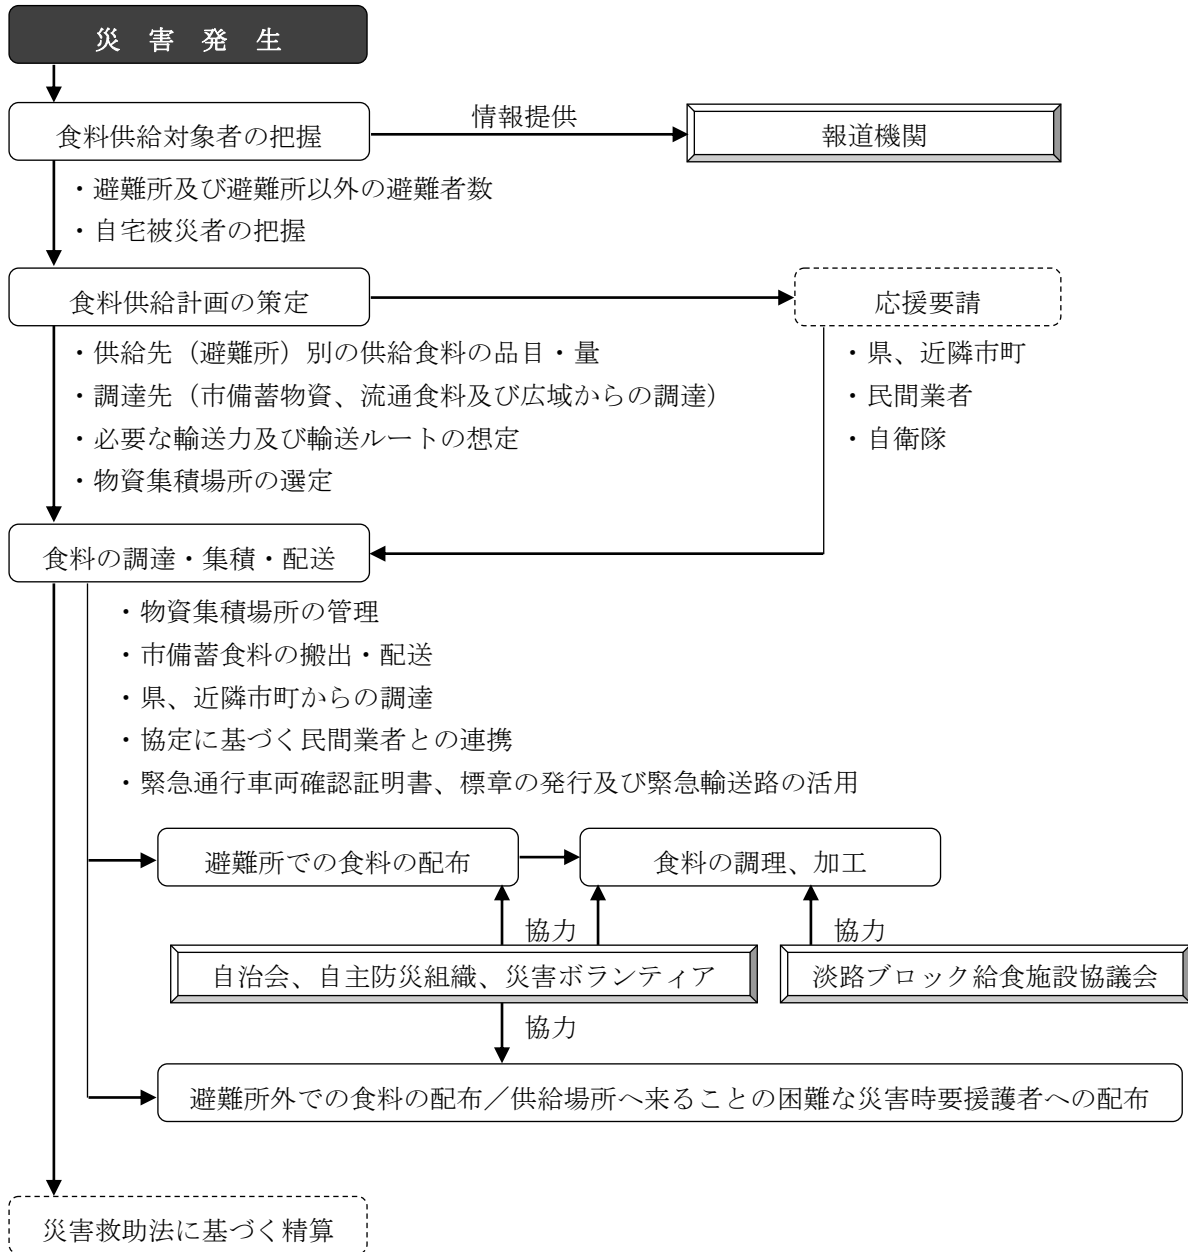 災 害 発 生
食料供給対象者の把握
情報提供
報道機関
・避難所及び避難所以外の避難者数
・自宅被災者の把握
食料供給計画の策定
応援要請
・供給先（避難所）別の供給食料の品目・量
・調達先（市備蓄物資、流通食料及び広域からの調達）
・必要な輸送力及び輸送ルートの想定
・物資集積場所の選定
・県、近隣市町
・民間業者
・自衛隊
食料の調達・集積・配送
・物資集積場所の管理
・市備蓄食料の搬出・配送
・県、近隣市町からの調達
・協定に基づく民間業者との連携
・緊急通行車両確認証明書、標章の発行及び緊急輸送路の活用
避難所での食料の配布
食料の調理、加工
協力
協力
自治会、自主防災組織、災害ボランティア
淡路ブロック給食施設協議会
協力
避難所外での食料の配布／供給場所へ来ることの困難な災害時要援護者への配布
災害救助法に基づく精算